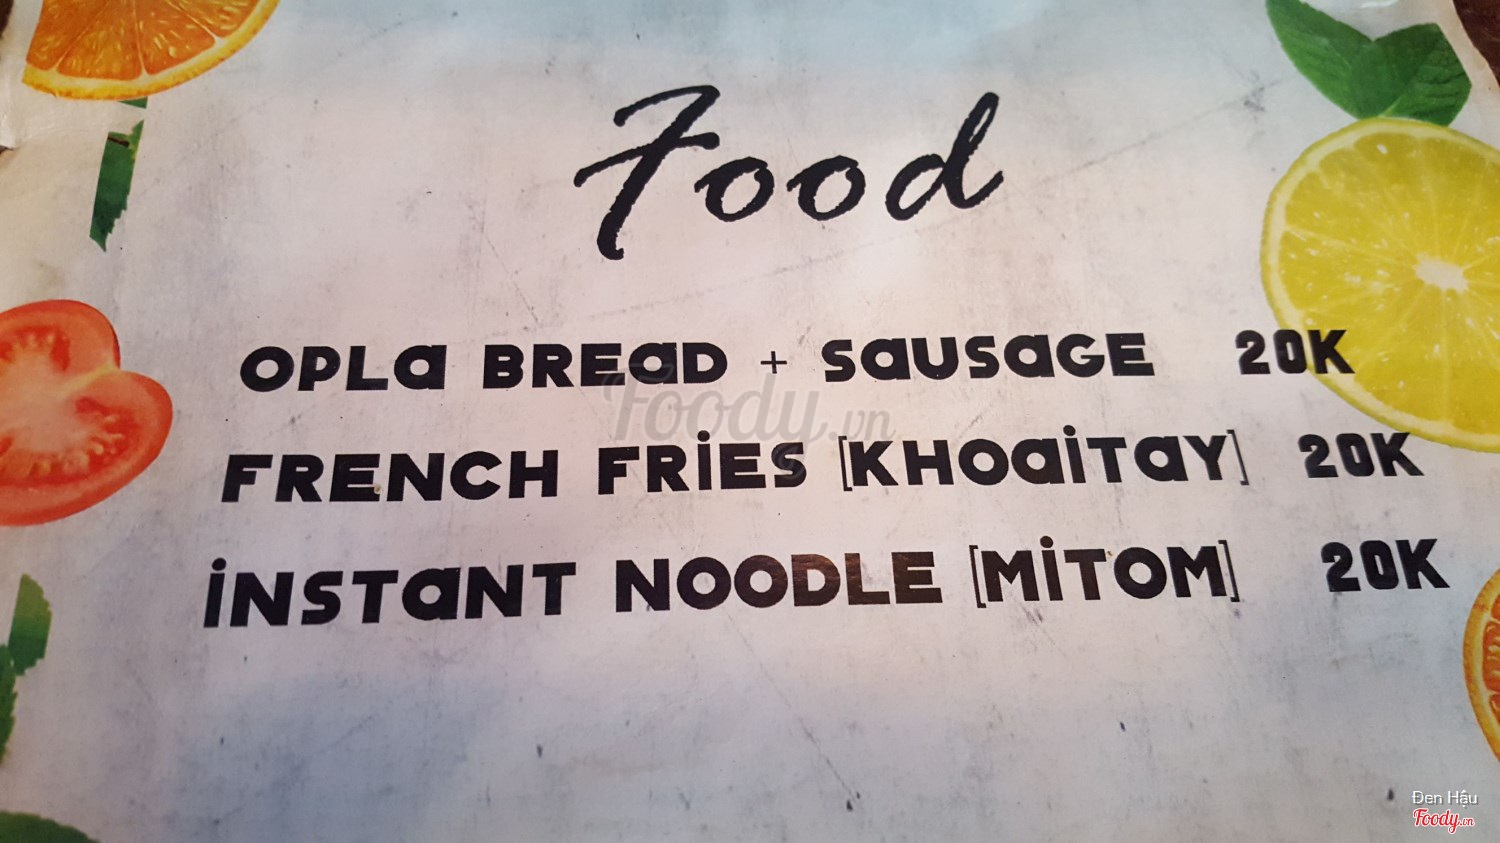 Food
OPLa BREaD + SaUSaGE 20K
FRENCH FRiES [KHOaiTaY] 20K
Foody.vn
iNSTaNT NOODLE [MiTOM] 20K
Đen Hậu
Foody.vn